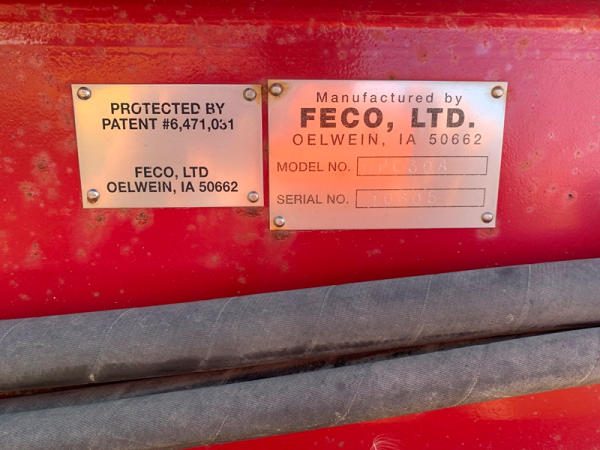 PROTECTED BY
PATENT #6,471,031
FECO, LTD
OELWEIN, IA 50662
Manufactured by
FECO, LTD.
OELWEIN, IA 50662
MODEL NO.
SERIAL NO.